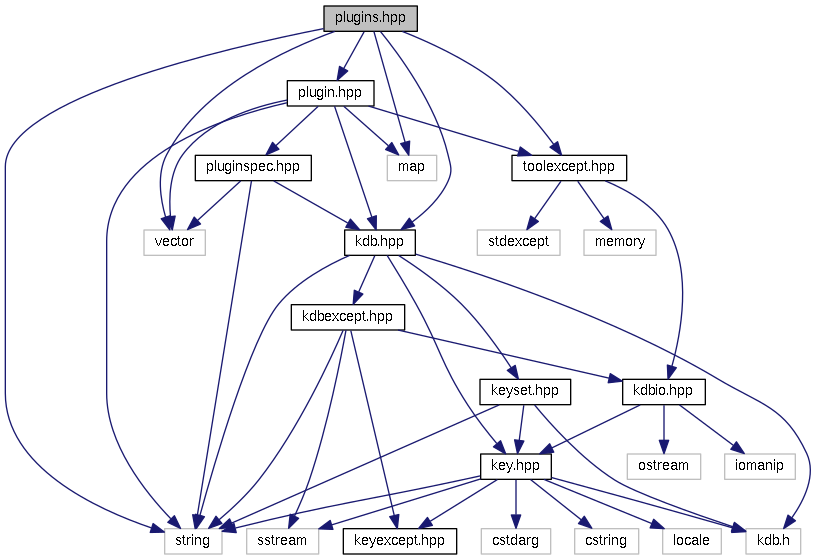 plugins.hpp
plugin.hpp
pluginspec.hpp
map
toolexcept.hpp
vector
kdb.hpp
stdexcept
memory
kdbexcept.hpp
keyset.hpp
kdbio.hpp
key.hpp
ostream
iomanip
string
sstream
keyexcept.hpp
cstdarg
cstring
locale
kdb.h